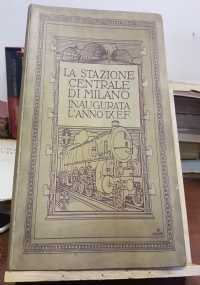 LA STAZIONE
CENTRALE
DI MILANO
INAUGURATA
L'ANNO IX E.F.